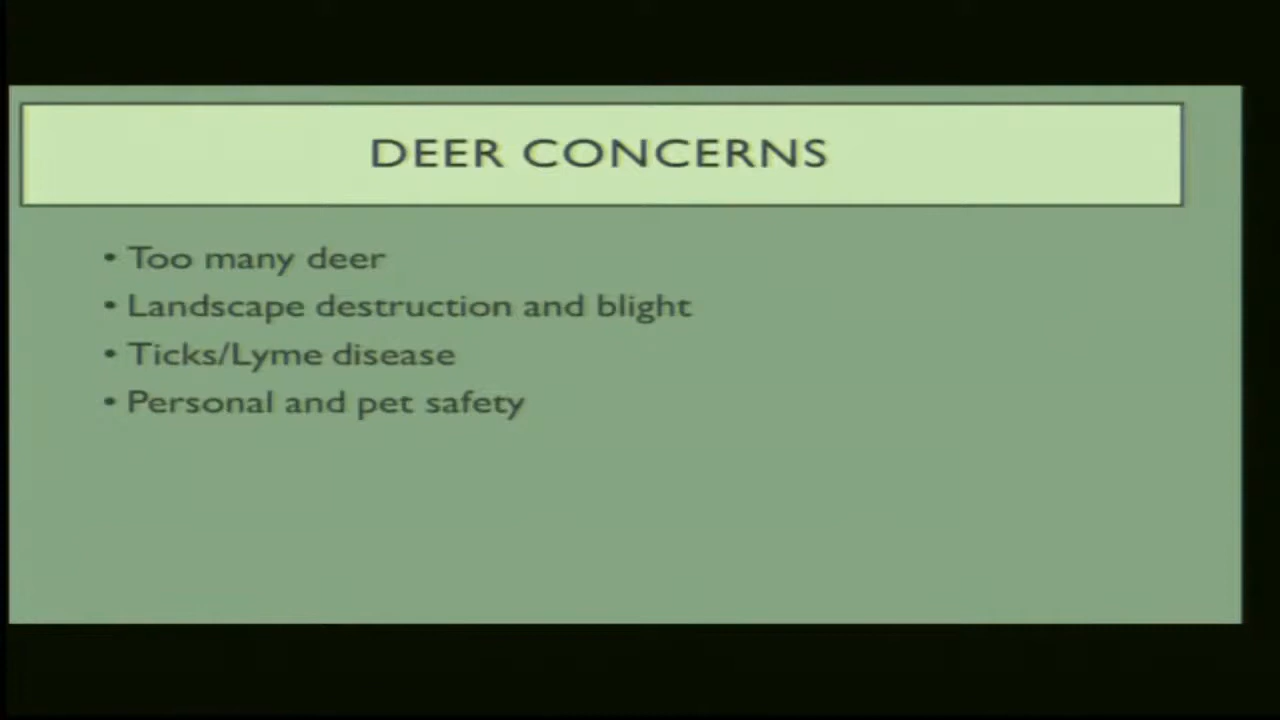 DEER CONCERNS
• Too many deer
• Landscape destruction and blight
• Ticks/Lyme disease
• Personal and pet safety